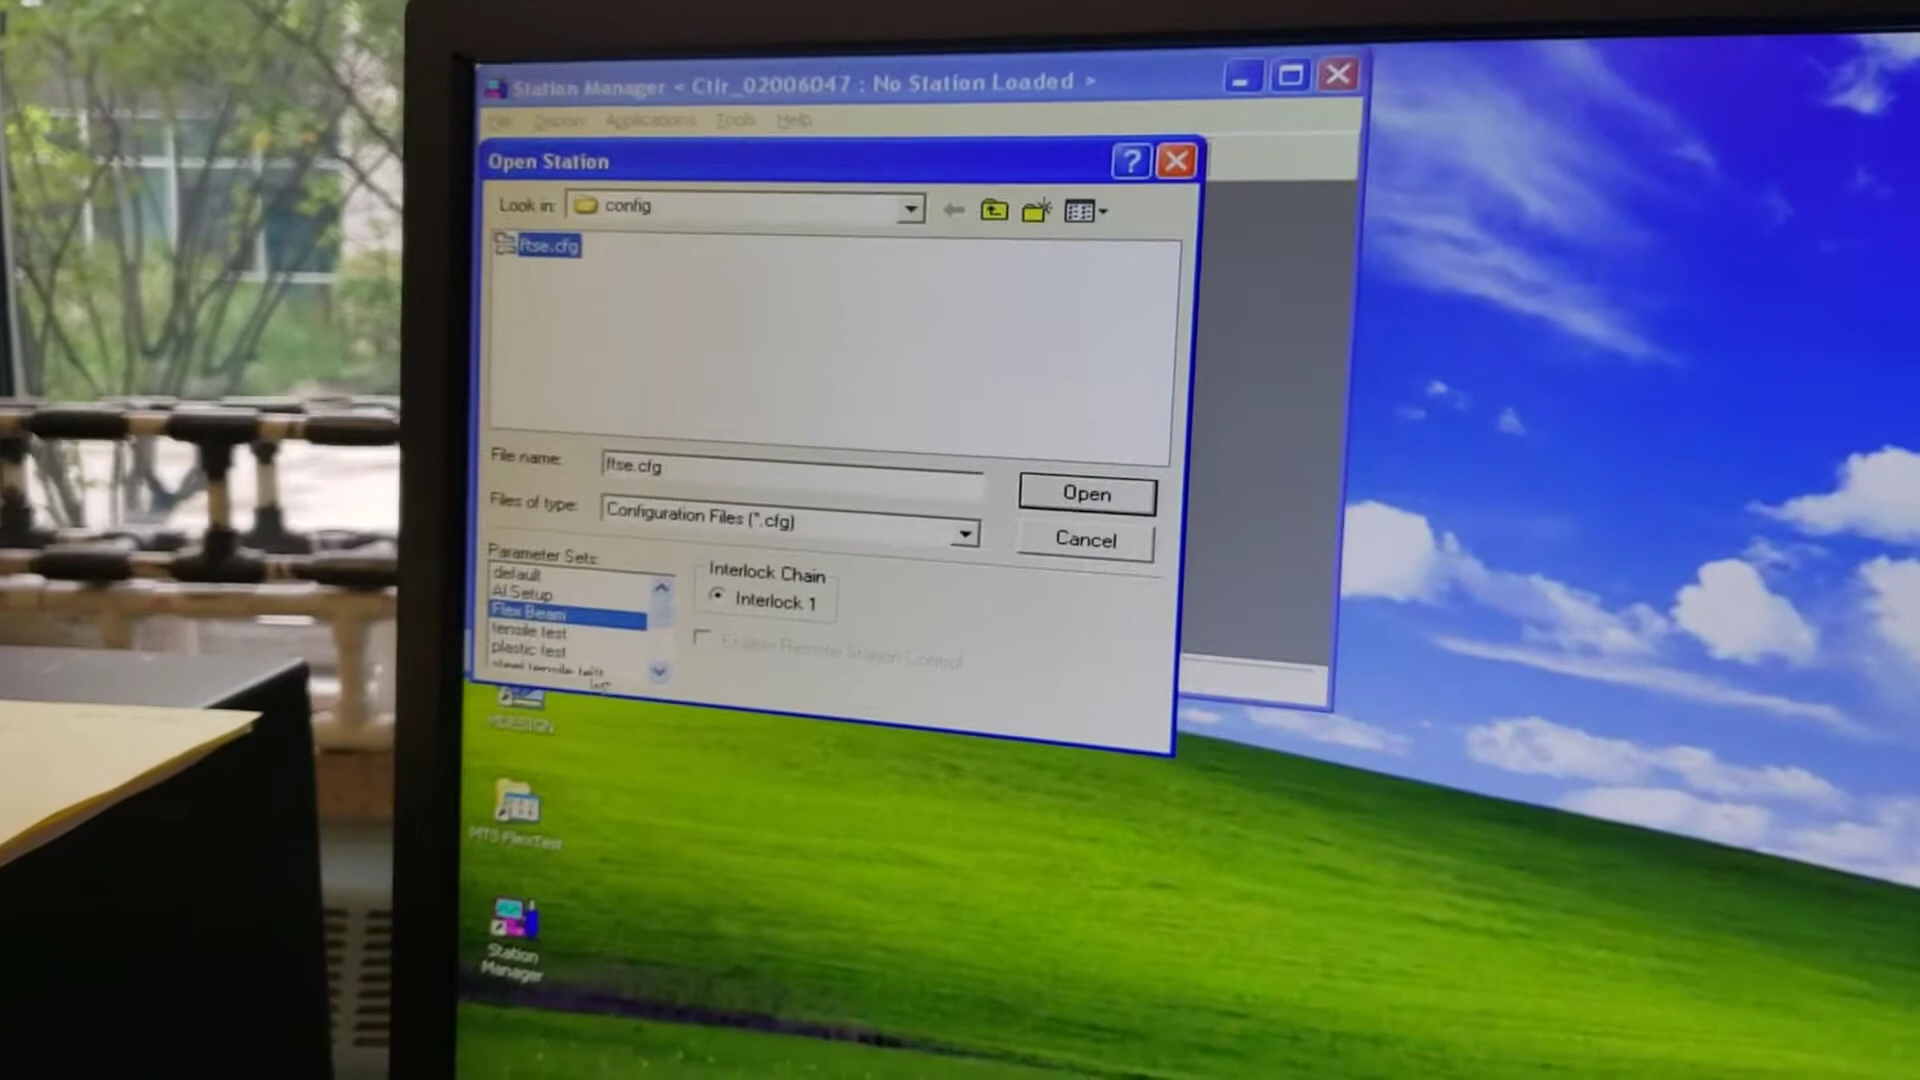 Station Manager < Ctlr_02006047 : No Station Loaded >
File Display Applications Tools Help
Open Station
Look in: config
ftse.cfg
File name: ftse.cfg
Open
Files of type: Configuration Files (*.cfg)
Cancel
Parameter Sets:
default
AI Setup
Flex Beam
tensile test
plastic test
steel tensile
Interlock Chain
Interlock 1
Enable Remote Station Control
MDESIGN
MTS FlexTest
Station
Manager